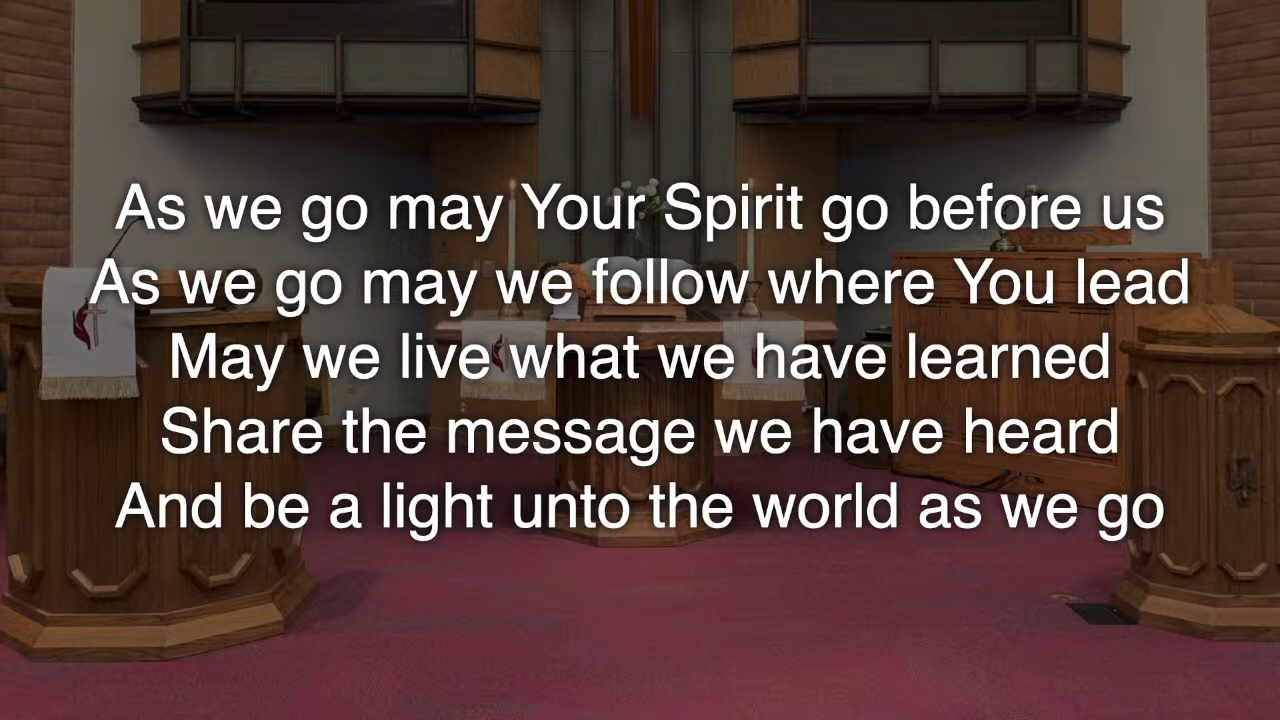 As we go may Your Spirit go before us
As we go may we follow where You lead
May we live what we have learned
Share the message we have heard
And be a light unto the world as we go